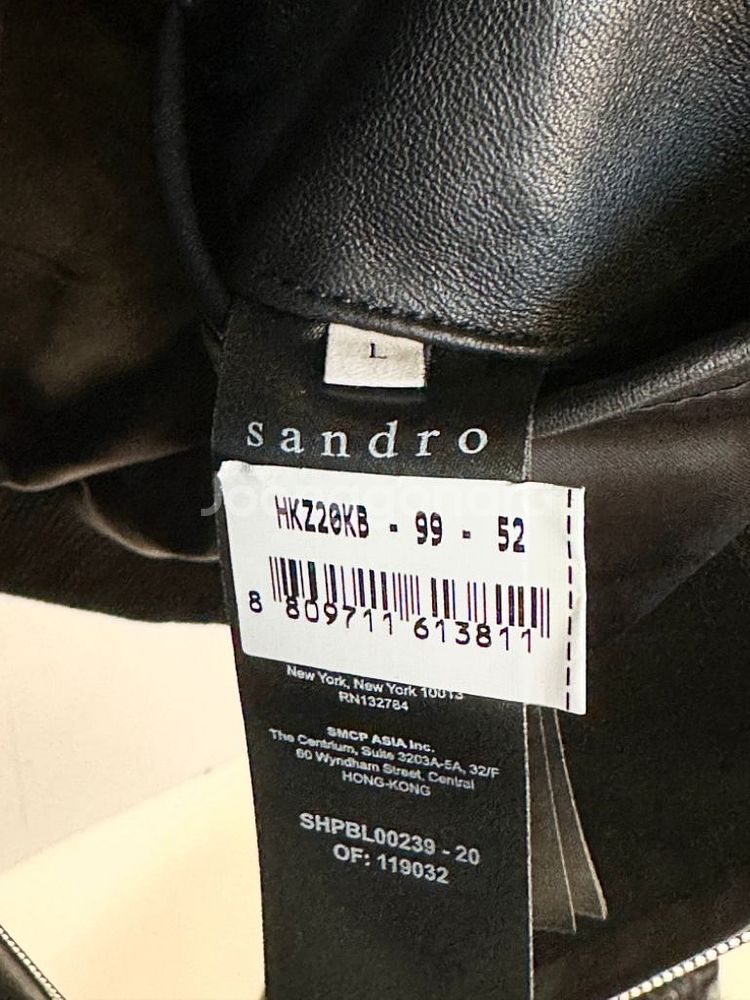 L
sandro
HKZ20KB - 99 - 52
8 809711 613811
New York, New York 10013
RN132784
SMCP ASIA Inc.
The Centrium, Suite 3203A-5A, 32/F
60 Wyndham Street, Central
HONG-KONG
SHPBL00239 - 20
OF: 119032